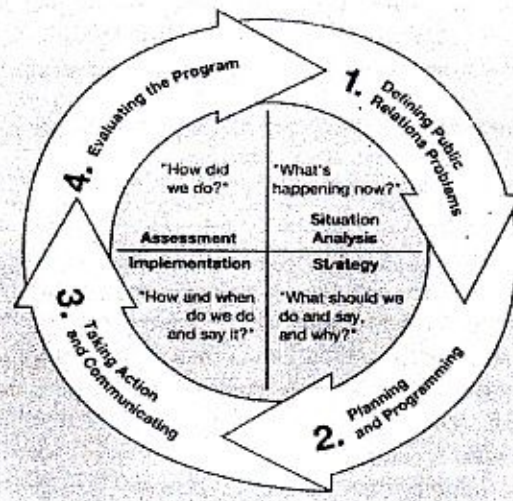 1. Defining Public
Relations Problems
"What's
happening now?"
Situation
Analysis
Strategy
"What should we
do and say,
and why?"
2. Planning
and Programming
3. Taking Action
and Communicating
Implementation
"How and when
do we do
and say it?"
4. Evaluating the Program
"How did
we do?"
Assessment